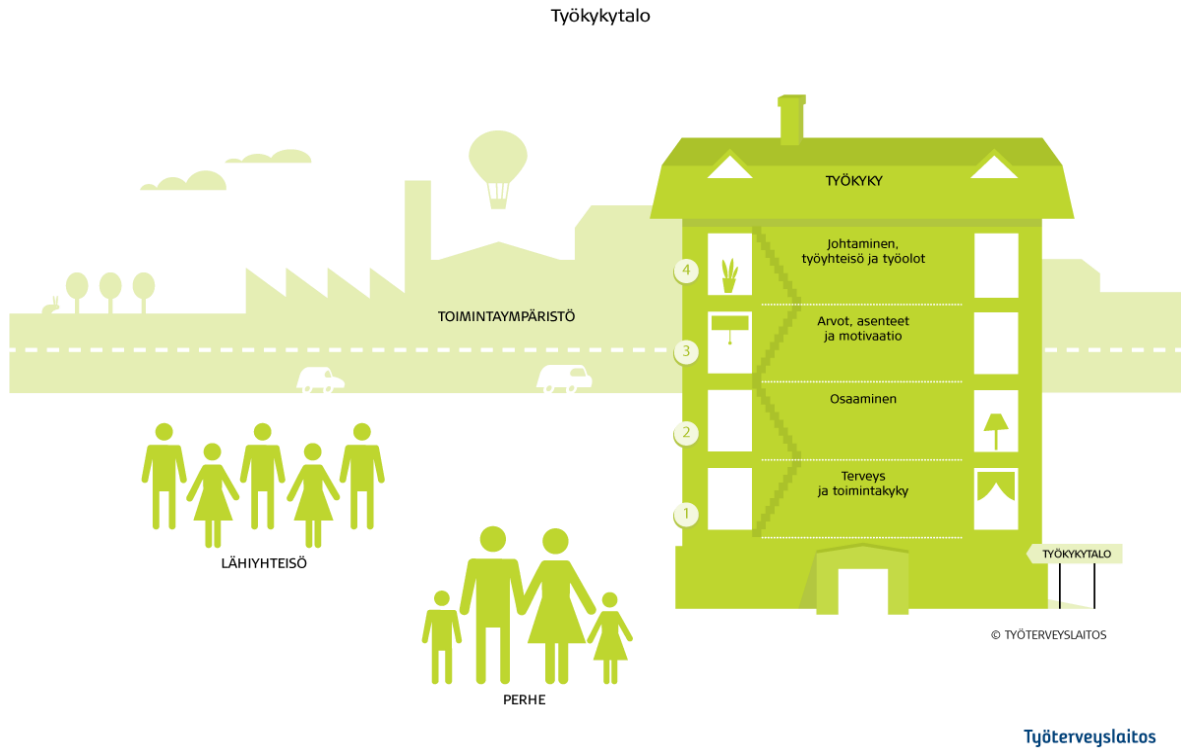 Työkykytalo
TYÖKYKY
4
Johtaminen,
työyhteisö ja työolot
3
Arvot, asenteet
ja motivaatio
2
Osaaminen
1
Terveys
ja toimintakyky
TOIMINTAYMPÄRISTÖ
LÄHIYHTEISÖ
PERHE
TYÖKYKYTALO
© TYÖTERVEYSLAITOS
Työterveyslaitos